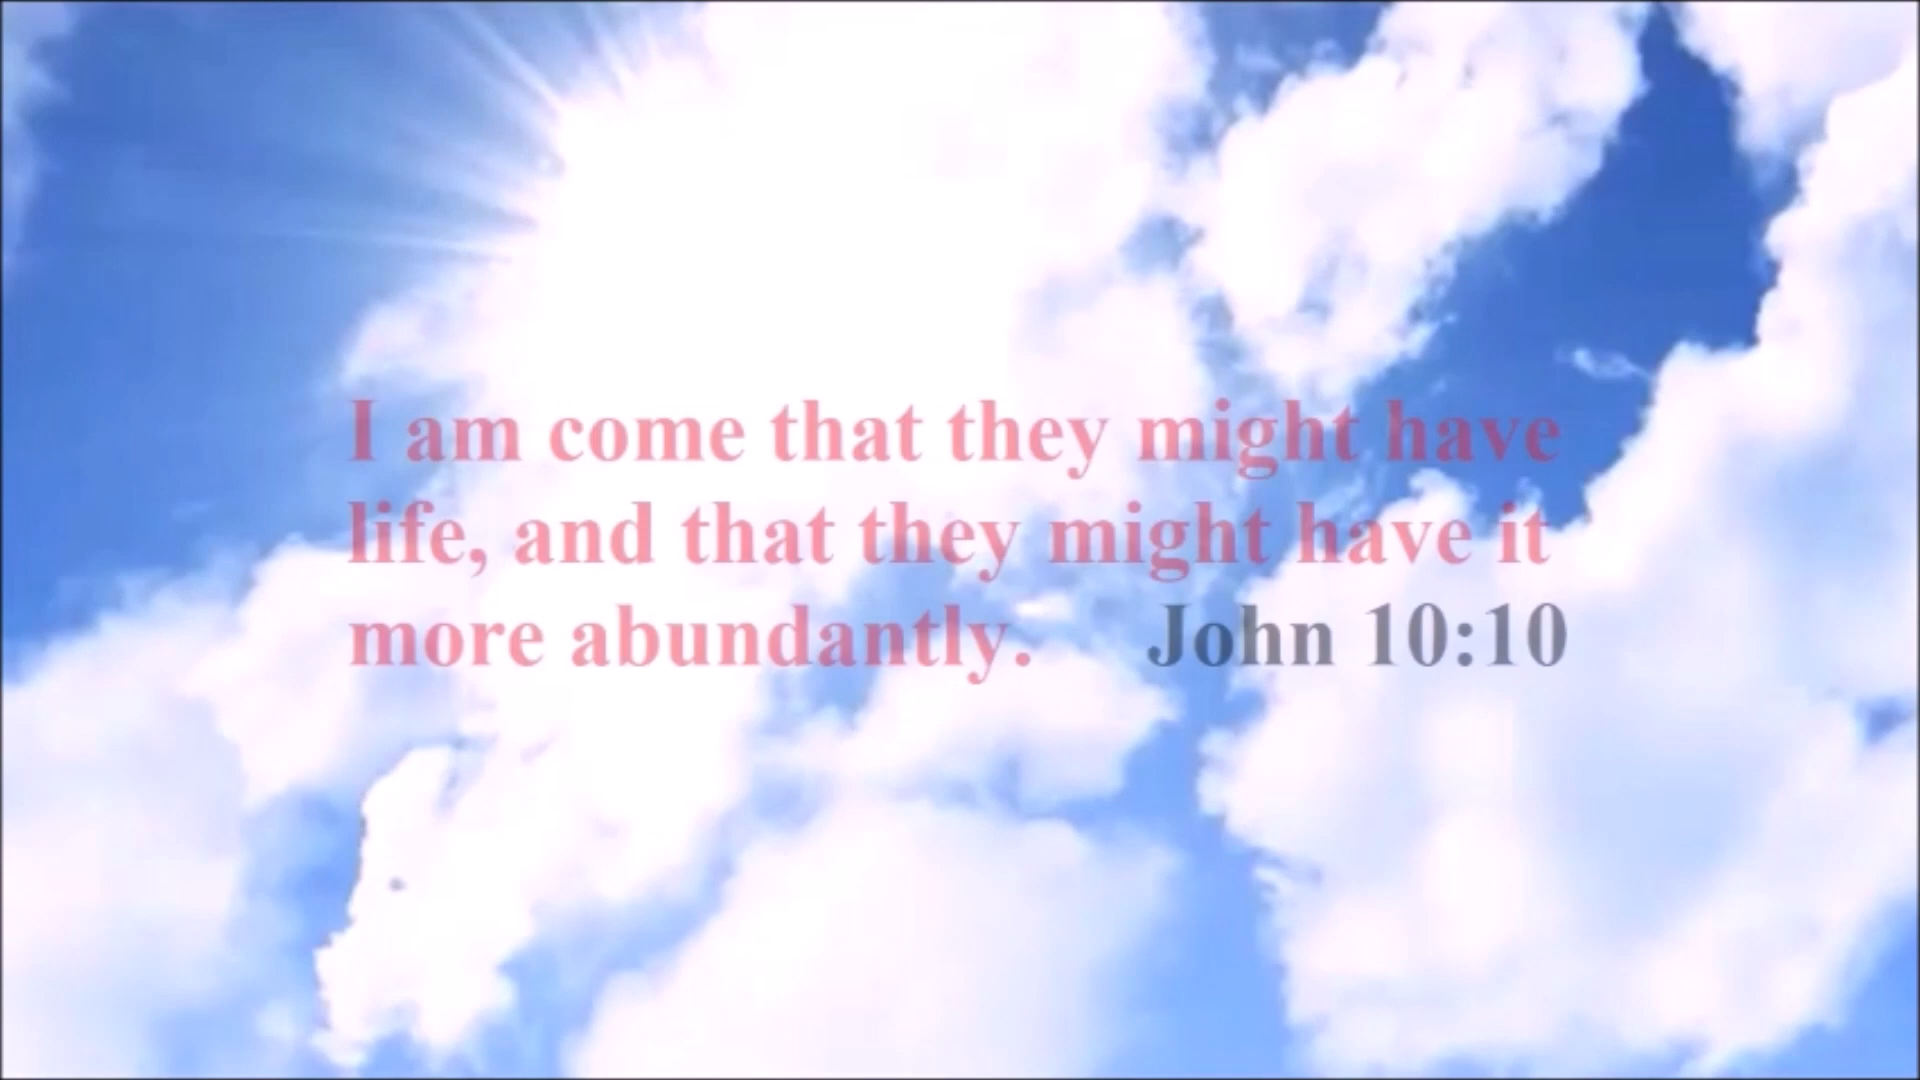 I am come that they might have
life, and that they might have it
more abundantly. John 10:10